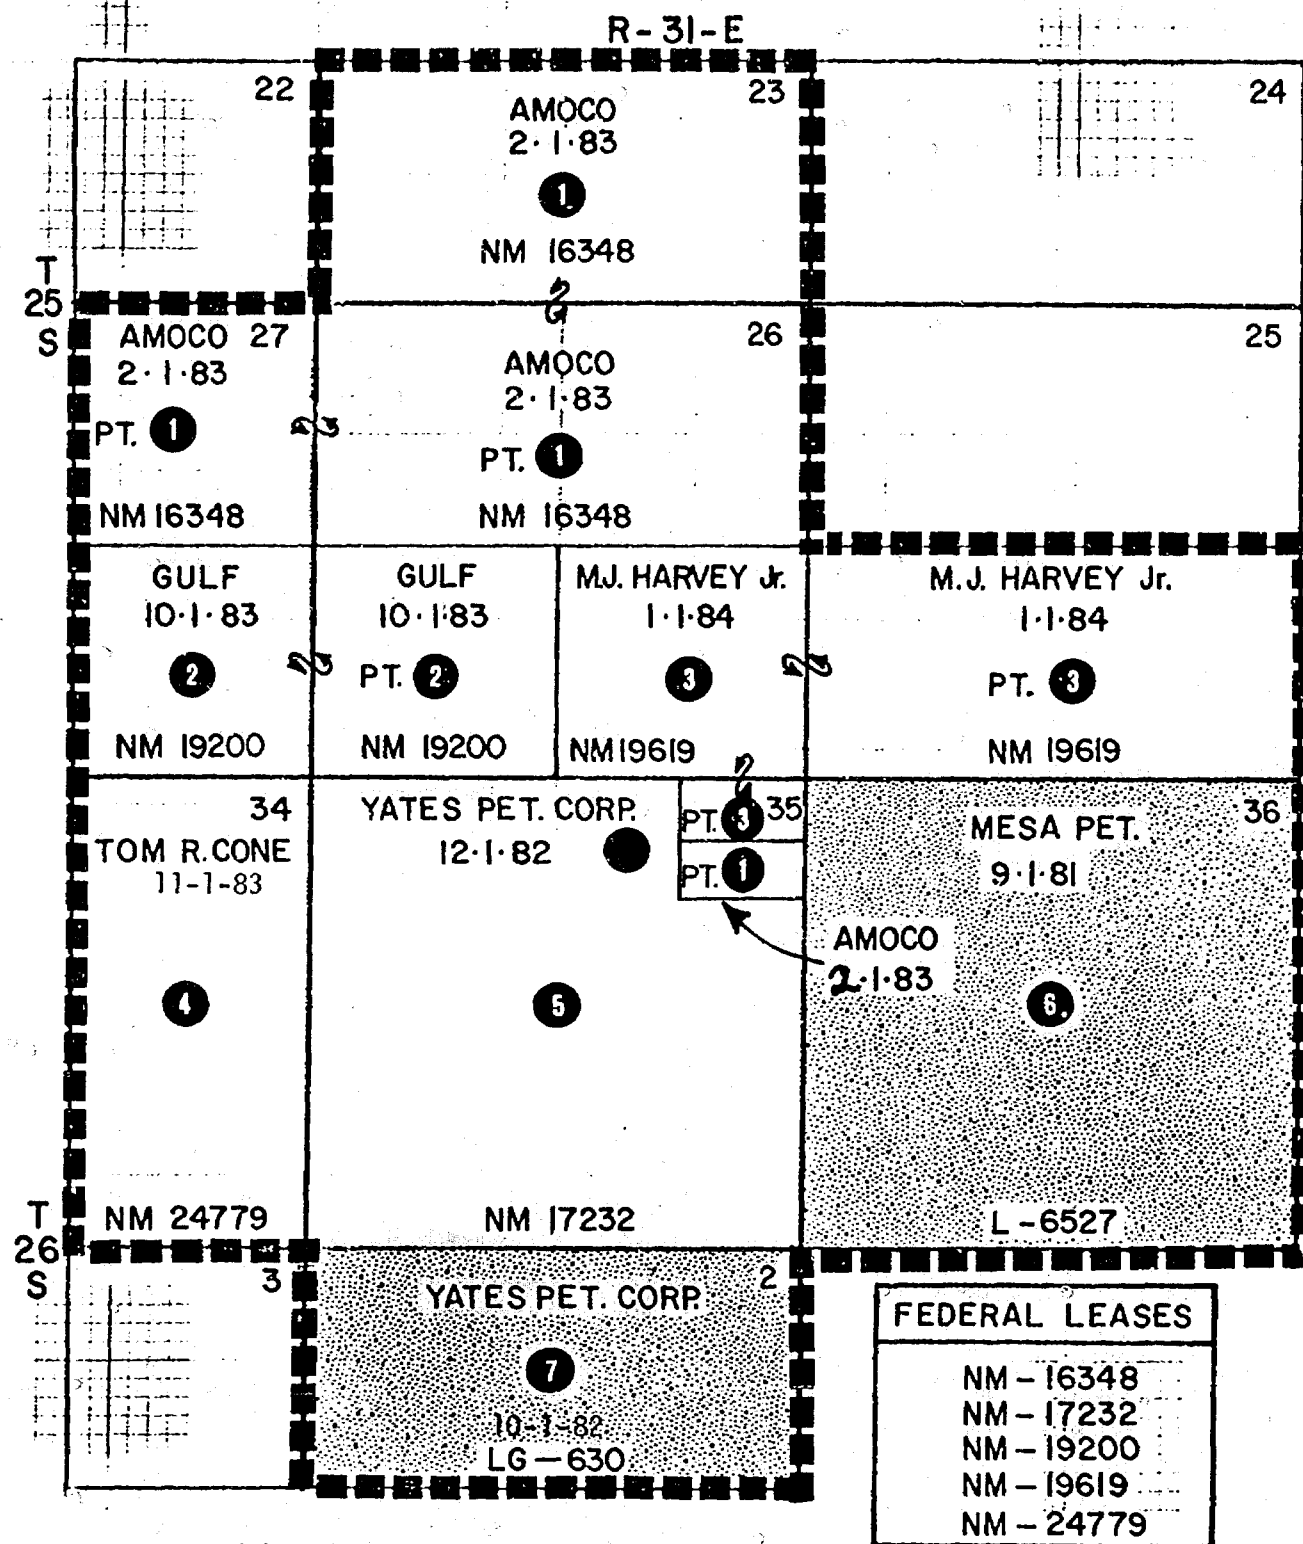 R-31-E
22
23
24
AMOCO
2·1·83
1
NM 16348
T
25
S
AMOCO 27
2·1·83
PT. 1
NM 16348
26
AMOCO
2·1·83
PT. 1
NM 16348
25
GULF
10·1·83
2
NM 19200
GULF
10·1·83
PT. 2
NM 19200
M.J. HARVEY Jr.
1·1·84
3
NM 19619
M.J. HARVEY Jr.
1·1·84
PT. 3
NM 19619
34
TOM R. CONE
11-1-83
4
NM 24779
YATES PET. CORP.
12·1·82
5
NM 17232
35
PT. 3
PT. 1
AMOCO
2·1·83
36
MESA PET.
9·1·81
6.
L-6527
T
26
S
3
2
YATES PET. CORP.
7
10-1-82
LG-630
FEDERAL LEASES
NM-16348
NM-17232
NM-19200
NM-19619
NM-24779